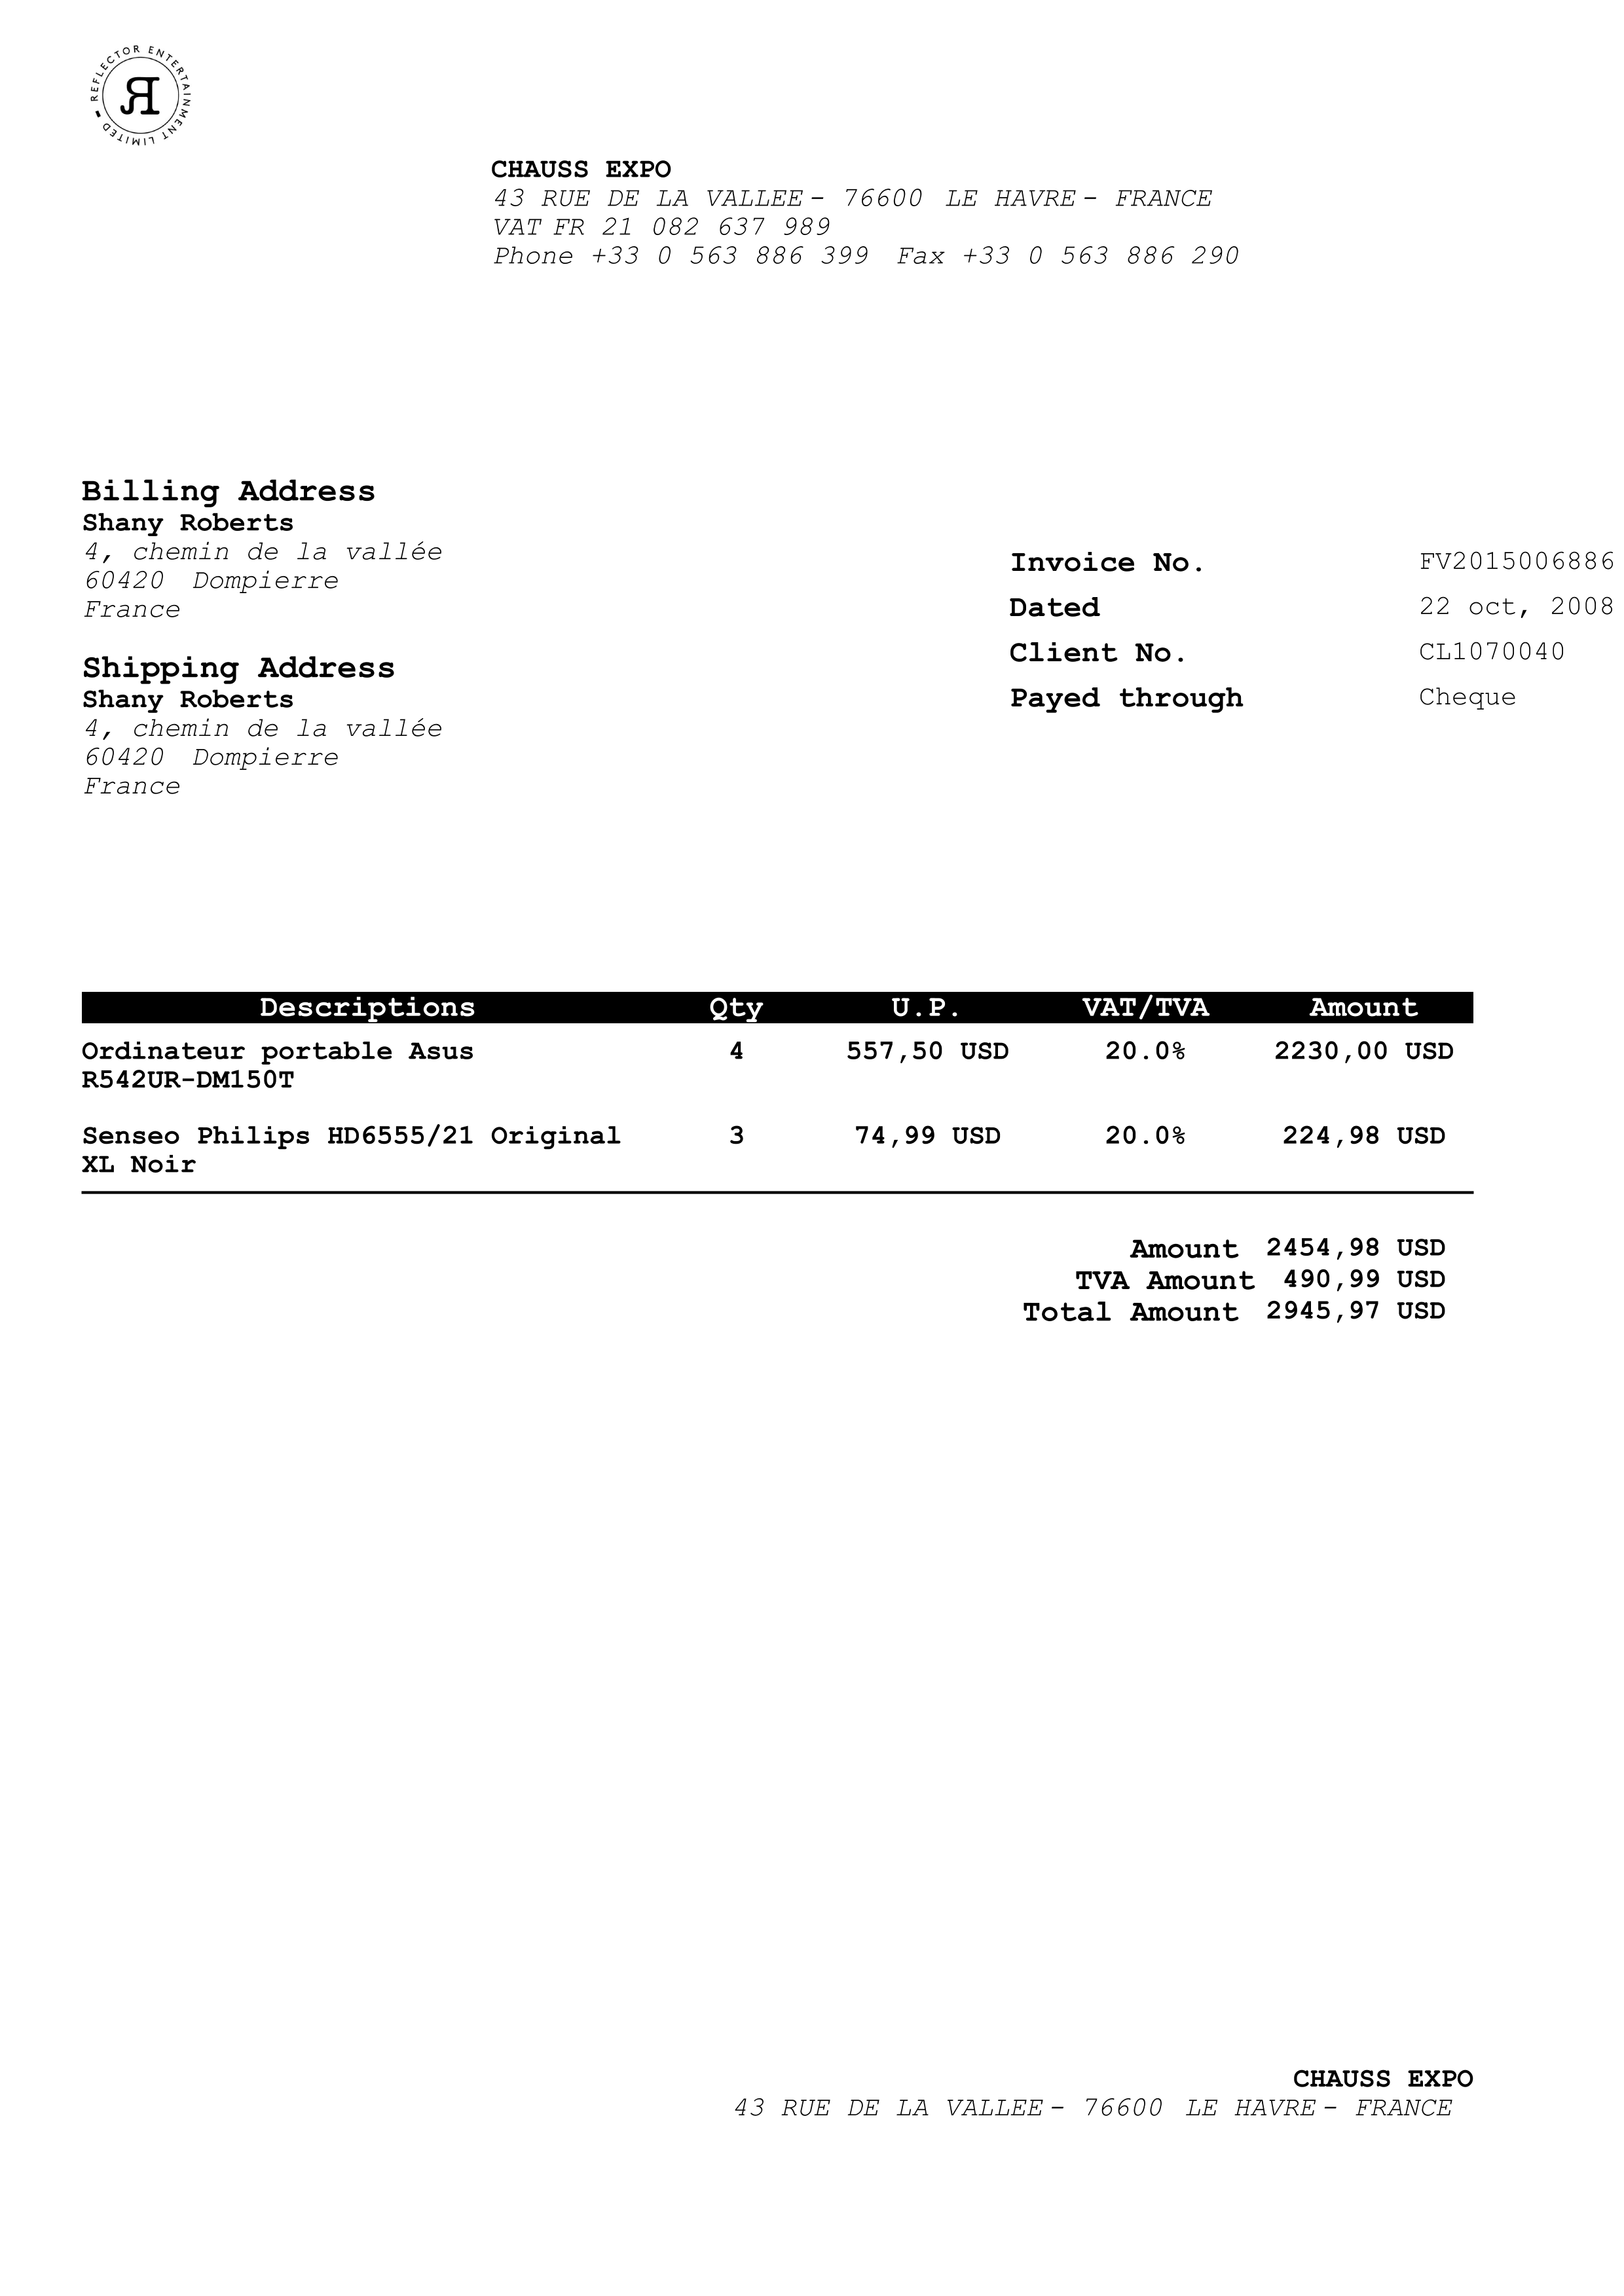 REFLECTOR ENTERTAINMENT LIMITED
CHAUSS EXPO
43 RUE DE LA VALLEE - 76600 LE HAVRE - FRANCE
VAT FR 21 082 637 989
Phone +33 0 563 886 399 Fax +33 0 563 886 290
Billing Address
Shany Roberts
4, chemin de la vallée
60420 Dompierre
France
Shipping Address
Shany Roberts
4, chemin de la vallée
60420 Dompierre
France
Invoice No. FV2015006886
Dated 22 oct, 2008
Client No. CL1070040
Payed through Cheque
Descriptions Qty U.P. VAT/TVA Amount
Ordinateur portable Asus 4 557,50 USD 20.0% 2230,00 USD
R542UR-DM150T
Senseo Philips HD6555/21 Original 3 74,99 USD 20.0% 224,98 USD
XL Noir
Amount 2454,98 USD
TVA Amount 490,99 USD
Total Amount 2945,97 USD
CHAUSS EXPO
43 RUE DE LA VALLEE - 76600 LE HAVRE - FRANCE